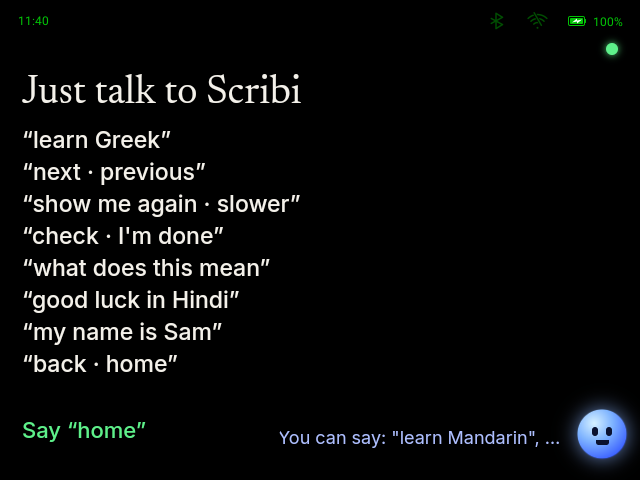 11:40
100%
Just talk to Scribi
“learn Greek”
“next · previous”
“show me again · slower”
“check · I'm done”
“what does this mean”
“good luck in Hindi”
“my name is Sam”
“back · home”
Say “home”
You can say: "learn Mandarin", ...